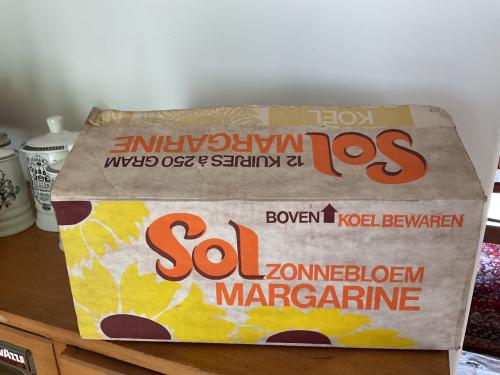 KOEL
Sol MARGARINE
12 KUIPJES à 250 GRAM
BOVEN KOEL BEWAREN
Sol ZONNEBLOEM
MARGARINE